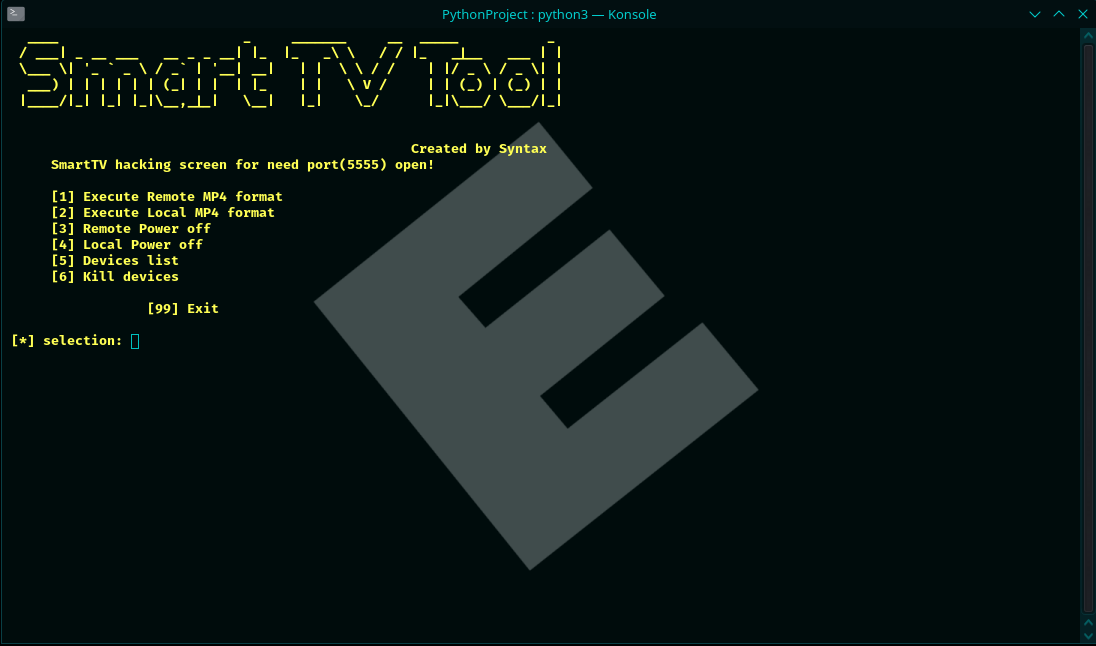 PythonProject : python3 — Konsole
Smart TV Tool
Created by Syntax
SmartTV hacking screen for need port(5555) open!
[1] Execute Remote MP4 format
[2] Execute Local MP4 format
[3] Remote Power off
[4] Local Power off
[5] Devices list
[6] Kill devices
[99] Exit
[*] selection: